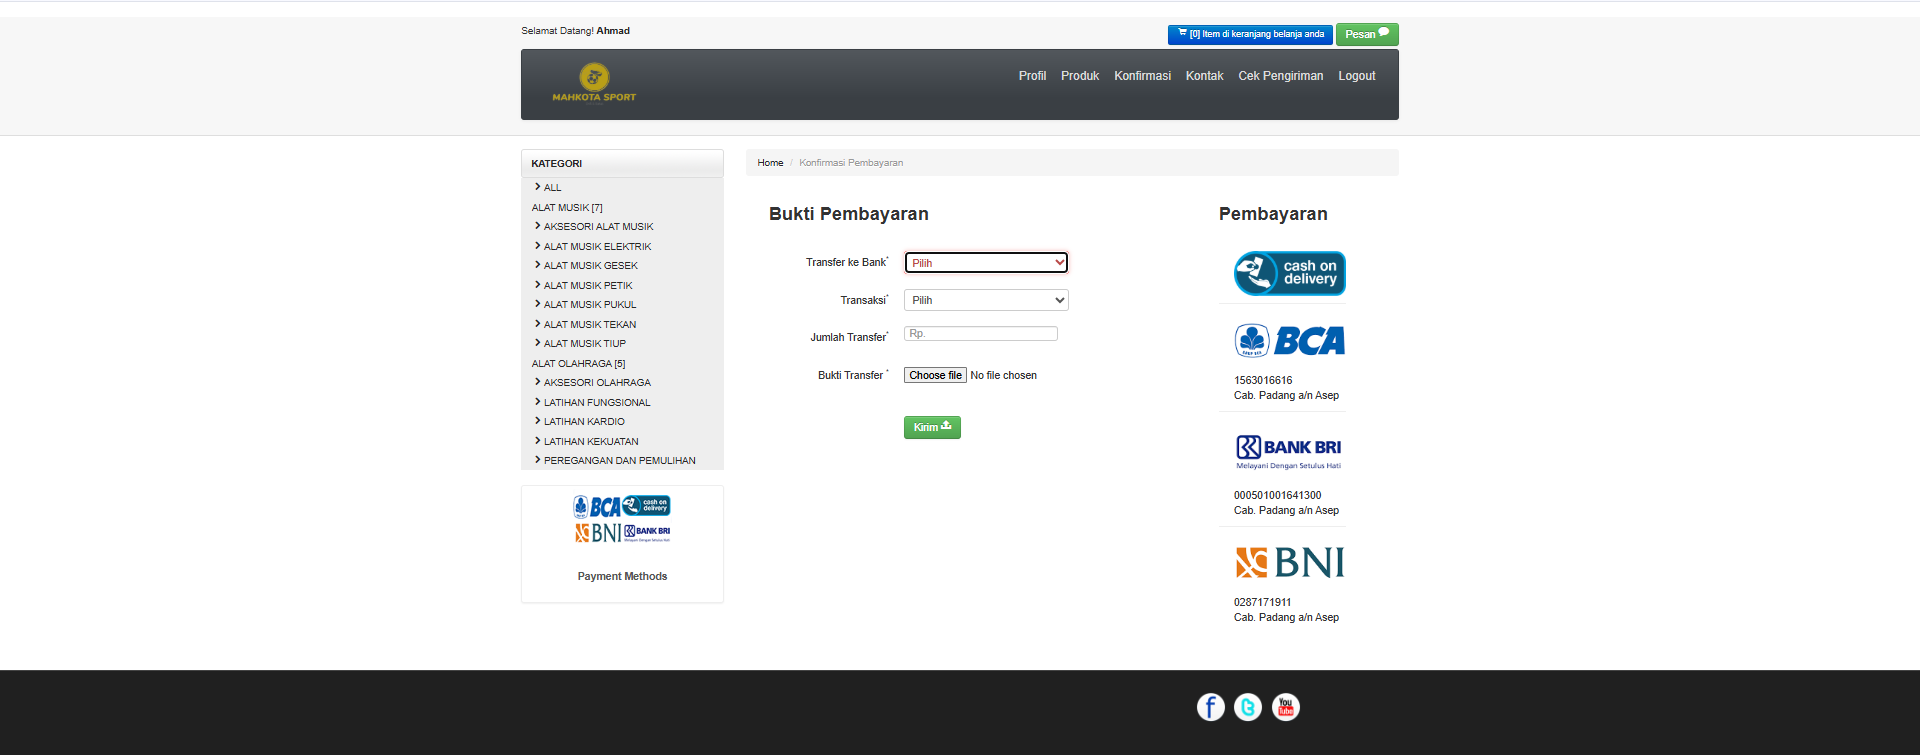 Selamat Datang! Ahmad
[0] Item di keranjang belanja anda
Pesan
MAHKOTA SPORT
Profil Produk Konfirmasi Kontak Cek Pengiriman Logout
KATEGORI
ALL
ALAT MUSIK [7]
AKSESORI ALAT MUSIK
ALAT MUSIK ELEKTRIK
ALAT MUSIK GESEK
ALAT MUSIK PETIK
ALAT MUSIK PUKUL
ALAT MUSIK TEKAN
ALAT MUSIK TIUP
ALAT OLAHRAGA [5]
AKSESORI OLAHRAGA
LATIHAN FUNGSIONAL
LATIHAN KARDIO
LATIHAN KEKUATAN
PEREGANGAN DAN PEMULIHAN
BCA cash on delivery
BNI BANK BRI
Melayani Dengan Setulus Hati
Payment Methods
Home / Konfirmasi Pembayaran
Bukti Pembayaran
Transfer ke Bank* Pilih
Transaksi* Pilih
Jumlah Transfer* Rp.
Bukti Transfer * Choose file No file chosen
Kirim
Pembayaran
cash on
delivery
BCA
1563016616
Cab. Padang a/n Asep
BANK BRI
Melayani Dengan Setulus Hati
000501001641300
Cab. Padang a/n Asep
BNI
0287171911
Cab. Padang a/n Asep
You
Tube